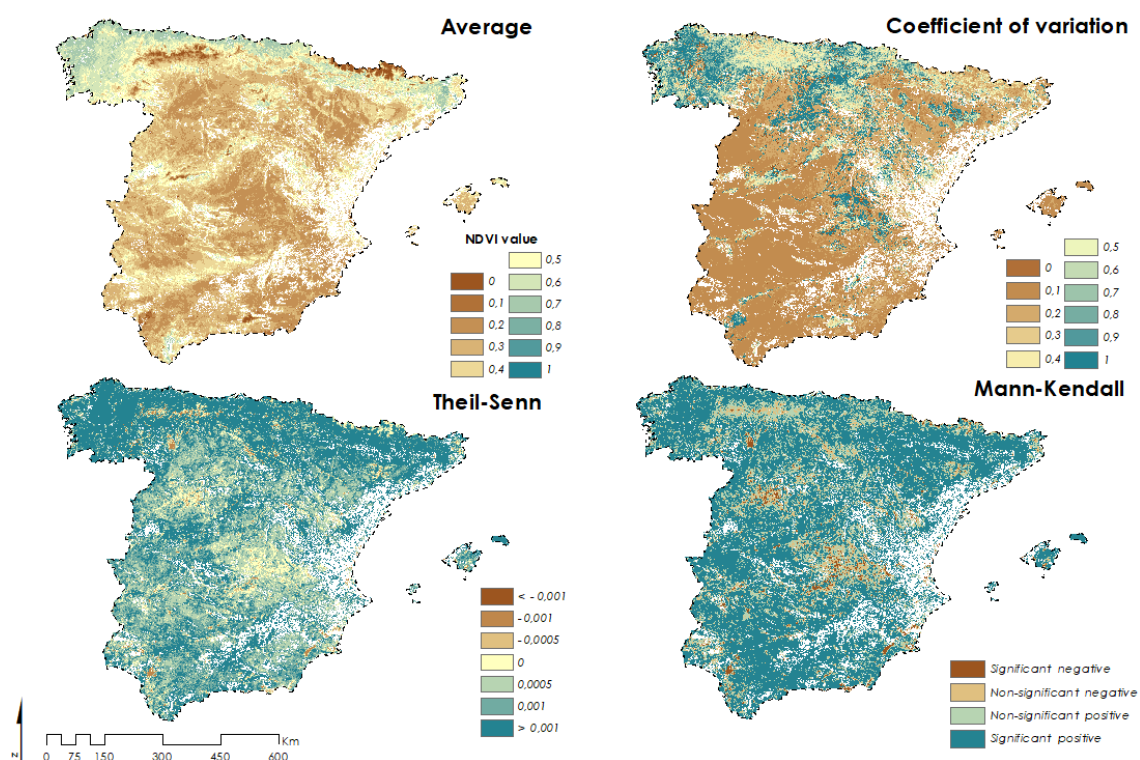 Average
NDVI value
0
0,1
0,2
0,3
0,4
0,5
0,6
0,7
0,8
0,9
1
Coefficient of variation
0
0,1
0,2
0,3
0,4
0,5
0,6
0,7
0,8
0,9
1
Theil-Senn
< - 0,001
- 0,001
- 0,0005
0
0,0005
0,001
> 0,001
Mann-Kendall
Significant negative
Non-significant negative
Non-significant positive
Significant positive
N
Km
0 75 150 300 450 600